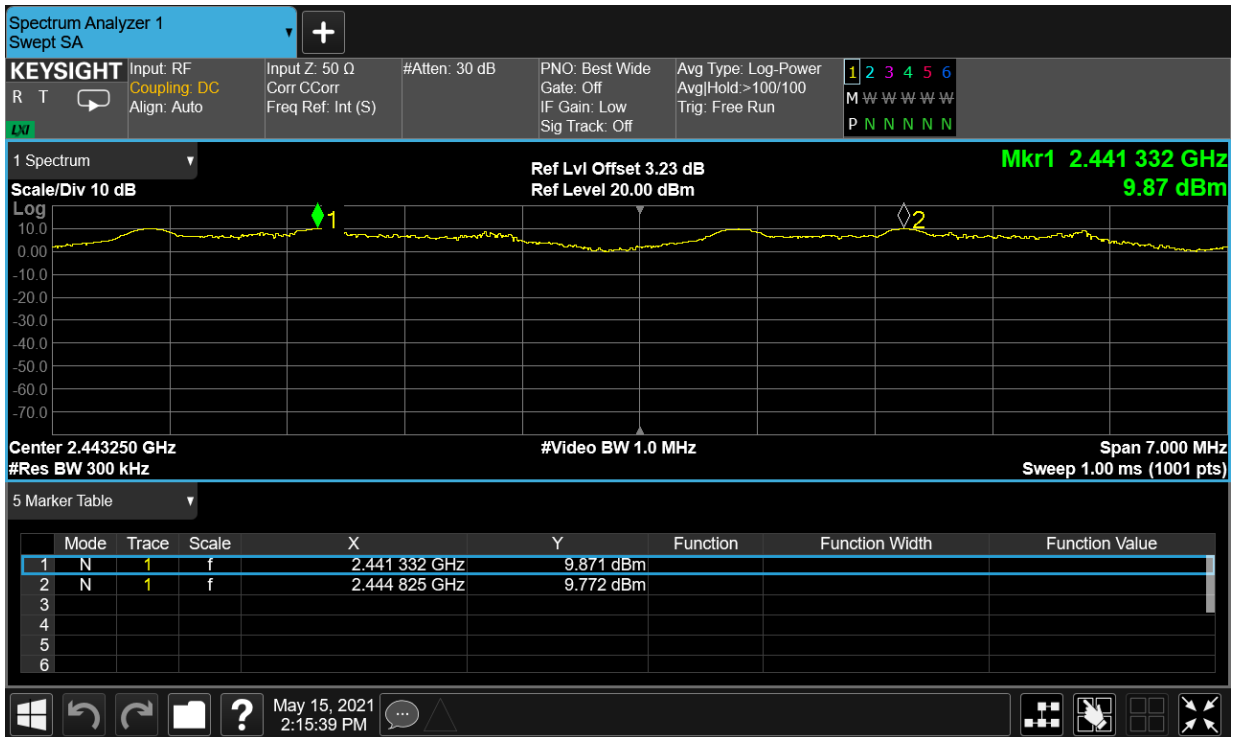 Spectrum Analyzer 1
Swept SA
KEYSIGHT
R T
LXI
Input: RF
Coupling: DC
Align: Auto
Input Z: 50 Ω
Corr CCorr
Freq Ref: Int (S)
#Atten: 30 dB
PNO: Best Wide
Gate: Off
IF Gain: Low
Sig Track: Off
Avg Type: Log-Power
Avg|Hold:>100/100
Trig: Free Run
1 2 3 4 5 6
M W W W W W
P N N N N N
1 Spectrum
Scale/Div 10 dB
Ref Lvl Offset 3.23 dB
Ref Level 20.00 dBm
Mkr1 2.441 332 GHz
9.87 dBm
Log
1
2
10.0
0.00
-10.0
-20.0
-30.0
-40.0
-50.0
-60.0
-70.0
Center 2.443250 GHz
#Video BW 1.0 MHz
Span 7.000 MHz
#Res BW 300 kHz
Sweep 1.00 ms (1001 pts)
5 Marker Table
Mode Trace Scale X Y Function Function Width Function Value
1 N 1 f 2.441 332 GHz 9.871 dBm
2 N 1 f 2.444 825 GHz 9.772 dBm
3
4
5
6
?
May 15, 2021
2:15:39 PM